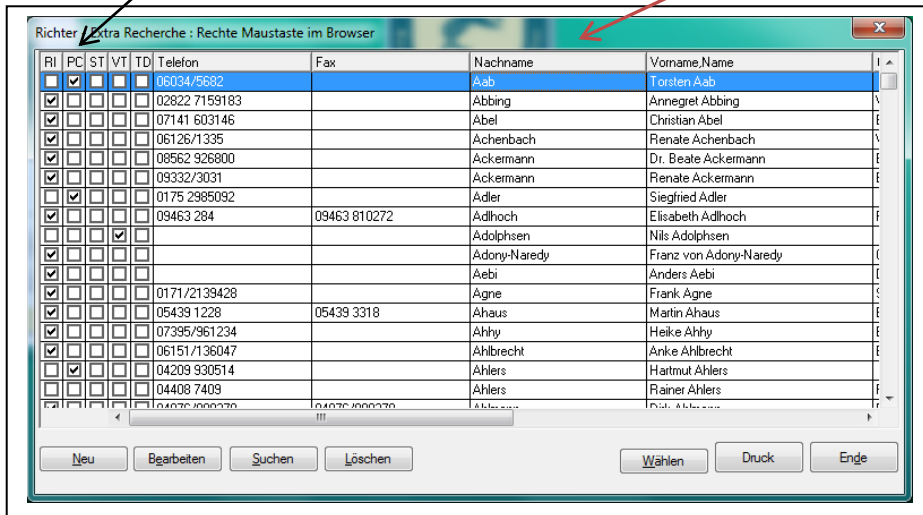 Richter - Extra Recherche : Rechte Maustaste im Browser
RI PC ST VT TD Telefon Fax Nachname Vorname,Name
06034/5682 Aab Torsten Aab
02822 7159183 Abbing Annegret Abbing
07141 603146 Abel Christian Abel
06126/1335 Achenbach Renate Achenbach
08562 926800 Ackermann Dr. Beate Ackermann
09332/3031 Ackermann Renate Ackermann
0175 2985092 Adler Siegfried Adler
09463 284 09463 810272 Adlhoch Elisabeth Adlhoch
Adolphsen Nils Adolphsen
Adony-Naredy Franz von Adony-Naredy
Aebi Anders Aebi
0171/2139428 Agne Frank Agne
05439 1228 05439 3318 Ahaus Martin Ahaus
07395/961234 Ahhy Heike Ahhy
06151/136047 Ahlbrecht Anke Ahlbrecht
04209 930514 Ahlers Hartmut Ahlers
04408 7409 Ahlers Rainer Ahlers
Neu Bearbeiten Suchen Löschen Wählen Druck Ende